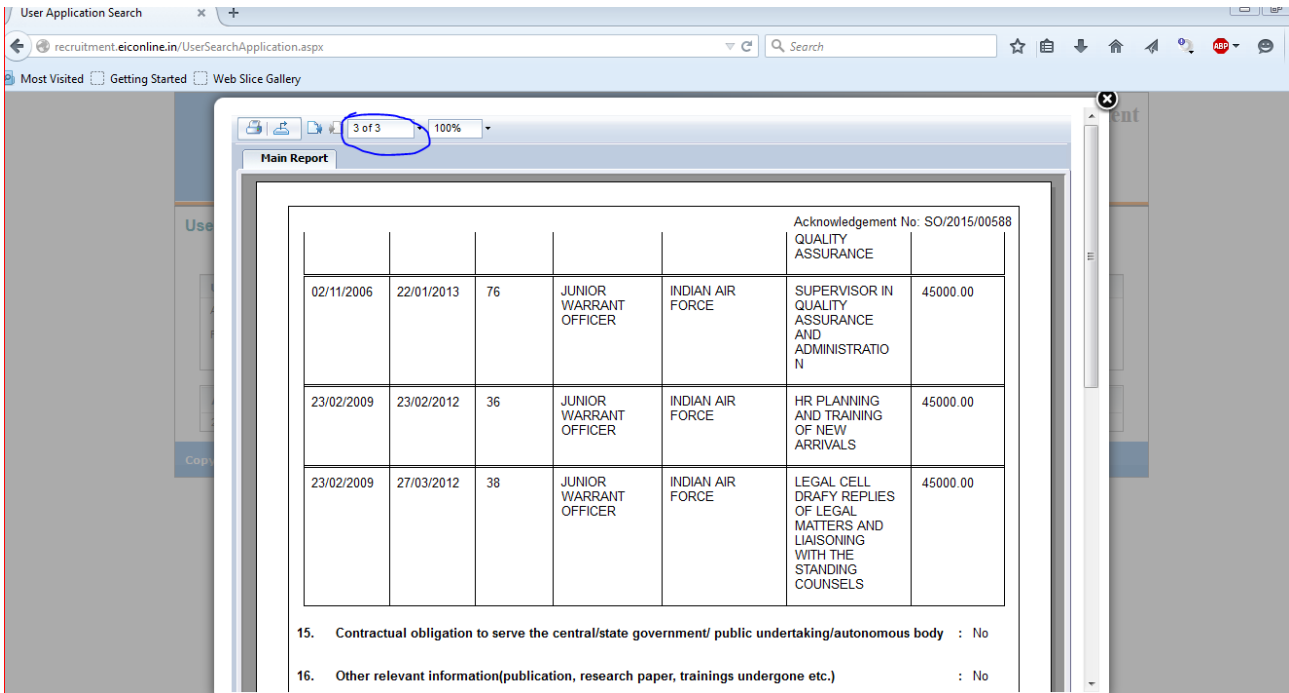 User Application Search × +
recruitment.eiconline.in/UserSearchApplication.aspx Search ABP
Most Visited Getting Started Web Slice Gallery
ent
3 of 3 100%
Main Report
Use
Acknowledgement No: SO/2015/00588
QUALITY
ASSURANCE
02/11/2006 22/01/2013 76 JUNIOR INDIAN AIR SUPERVISOR IN 45000.00
WARRANT FORCE QUALITY
OFFICER ASSURANCE
AND
ADMINISTRATIO
N
23/02/2009 23/02/2012 36 JUNIOR INDIAN AIR HR PLANNING 45000.00
WARRANT FORCE AND TRAINING
OFFICER OF NEW
ARRIVALS
Copy
23/02/2009 27/03/2012 38 JUNIOR INDIAN AIR LEGAL CELL 45000.00
WARRANT FORCE DRAFY REPLIES
OFFICER OF LEGAL
MATTERS AND
LIAISONING
WITH THE
STANDING
COUNSELS
15. Contractual obligation to serve the central/state government/ public undertaking/autonomous body : No
16. Other relevant information(publication, research paper, trainings undergone etc.) : No